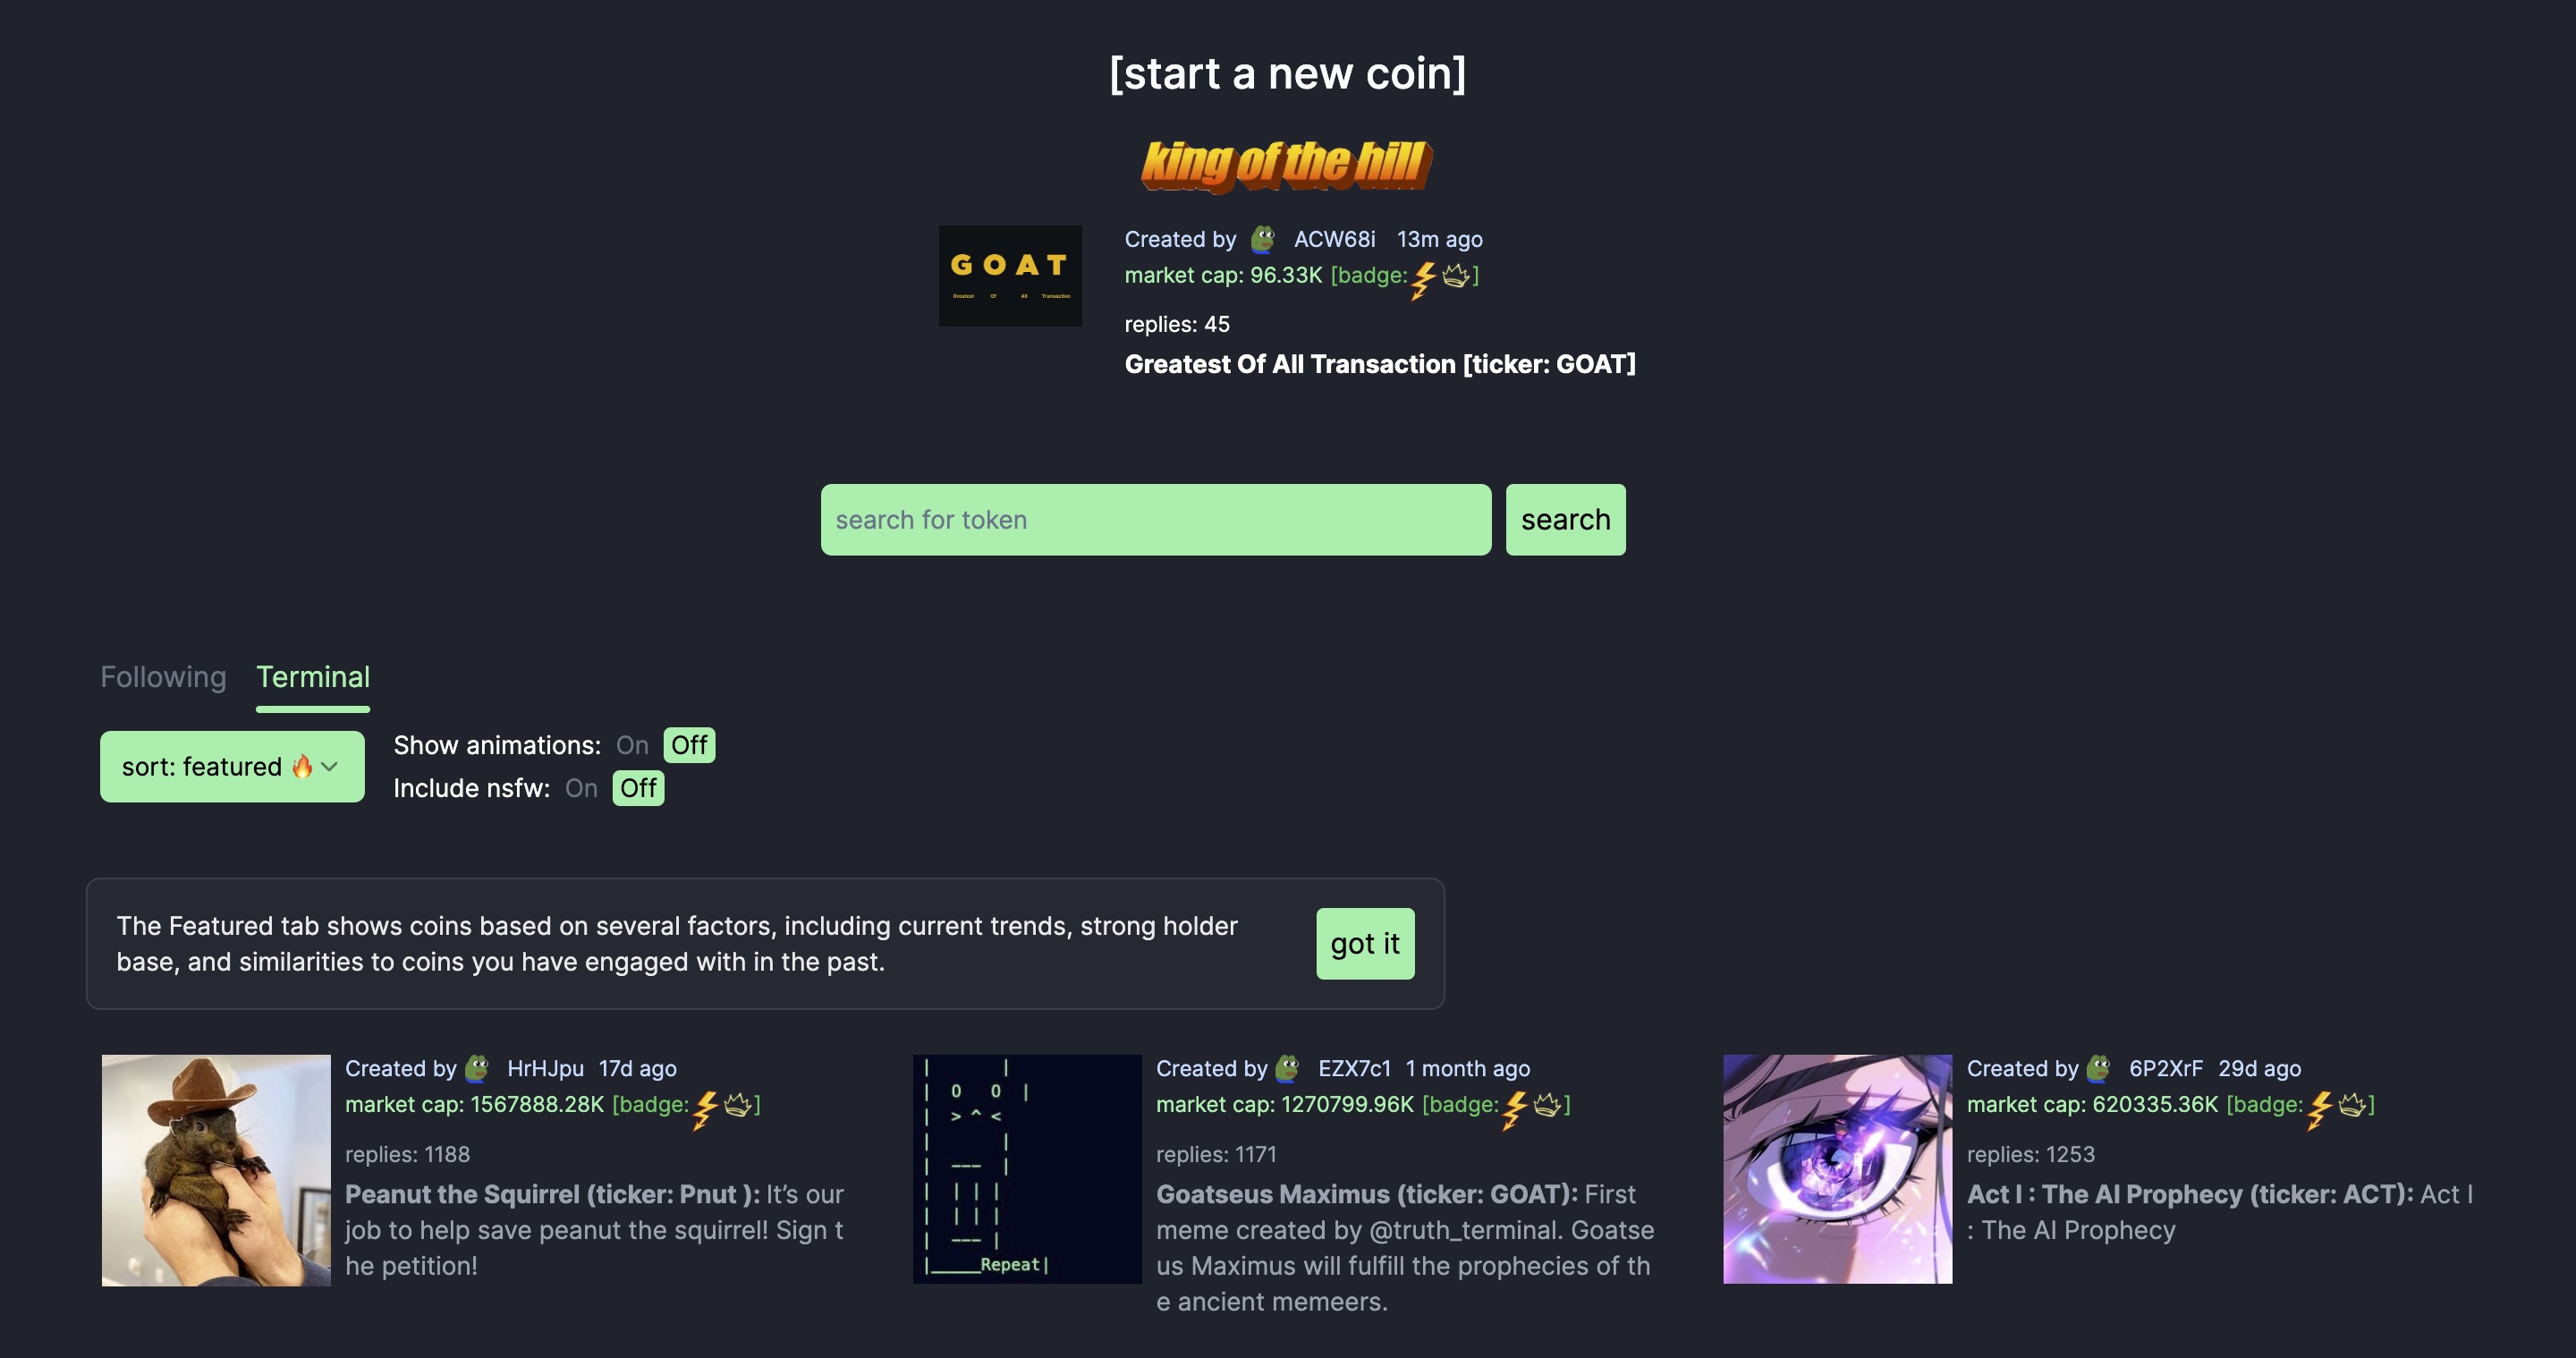 [start a new coin]
king of the hill
GOAT
Greatest Of All Transaction
Created by ACW68i 13m ago
market cap: 96.33K [badge:⚡👑]
replies: 45
Greatest Of All Transaction [ticker: GOAT]
search for token
search
Following Terminal
sort: featured 🔥
Show animations: On Off
Include nsfw: On Off
The Featured tab shows coins based on several factors, including current trends, strong holder
base, and similarities to coins you have engaged with in the past.
got it
Created by HrHJpu 17d ago
market cap: 1567888.28K [badge:⚡👑]
replies: 1188
Peanut the Squirrel (ticker: Pnut ): It’s our
job to help save peanut the squirrel! Sign t
he petition!
| |
| O O |
| > ^ < |
| |
| ––– |
| | | |
| | | |
| ––– |
|_____Repeat|
Created by EZX7c1 1 month ago
market cap: 1270799.96K [badge:⚡👑]
replies: 1171
Goatseus Maximus (ticker: GOAT): First
meme created by @truth_terminal. Goatse
us Maximus will fulfill the prophecies of th
e ancient memeers.
Created by 6P2XrF 29d ago
market cap: 620335.36K [badge:⚡👑]
replies: 1253
Act I : The AI Prophecy (ticker: ACT): Act I
: The AI Prophecy